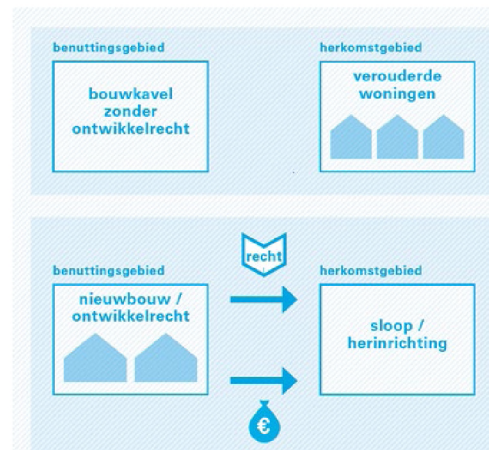 benuttingsgebied
herkomstgebied
bouwkavel
zonder
ontwikkelrecht
verouderde
woningen
recht
benuttingsgebied
herkomstgebied
nieuwbouw /
ontwikkelrecht
sloop /
herinrichting
€